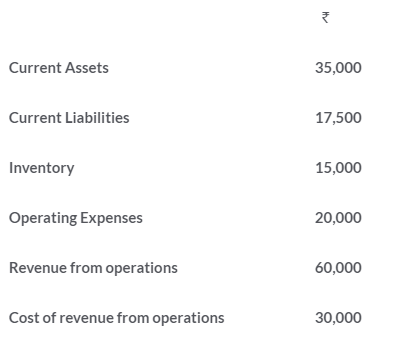 ₹
Current Assets 35,000
Current Liabilities 17,500
Inventory 15,000
Operating Expenses 20,000
Revenue from operations 60,000
Cost of revenue from operations 30,000